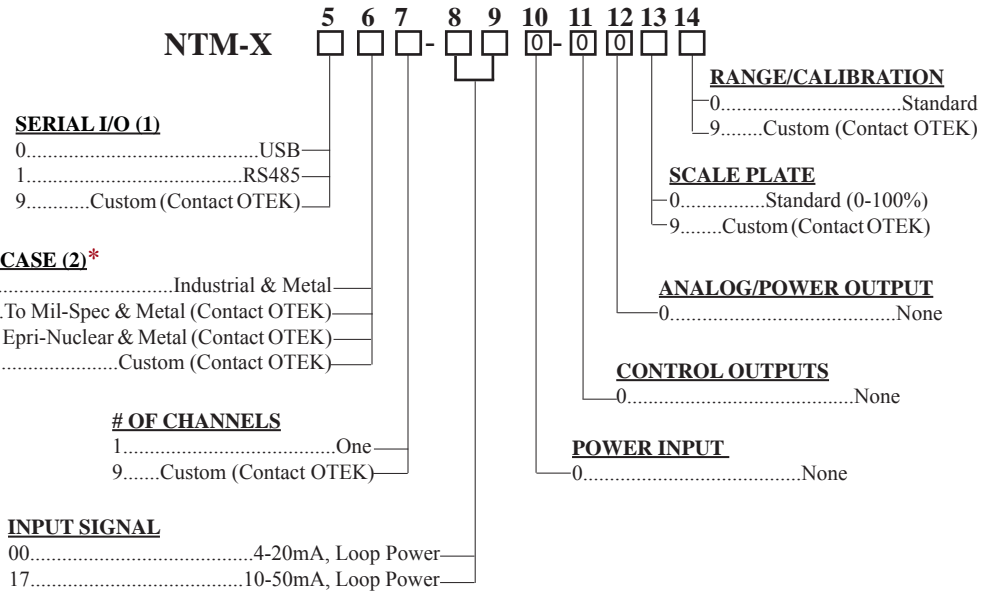 5 6 7 8 9 10 11 12 13 14
NTM-X - 0 - 0 0
RANGE/CALIBRATION
0................................Standard
9........Custom (Contact OTEK)
SERIAL I/O (1)
0..........................................USB
1.......................................RS485
9............Custom (Contact OTEK)
SCALE PLATE
0................Standard (0-100%)
9........Custom (Contact OTEK)
CASE (2)*
................................Industrial & Metal
.To Mil-Spec & Metal (Contact OTEK)
Epri-Nuclear & Metal (Contact OTEK)
......................Custom (Contact OTEK)
ANALOG/POWER OUTPUT
0..........................................None
CONTROL OUTPUTS
0..........................................None
# OF CHANNELS
1.......................................One
9.......Custom (Contact OTEK)
POWER INPUT
0........................................None
INPUT SIGNAL
00........................................4-20mA, Loop Power
17.......................................10-50mA, Loop Power